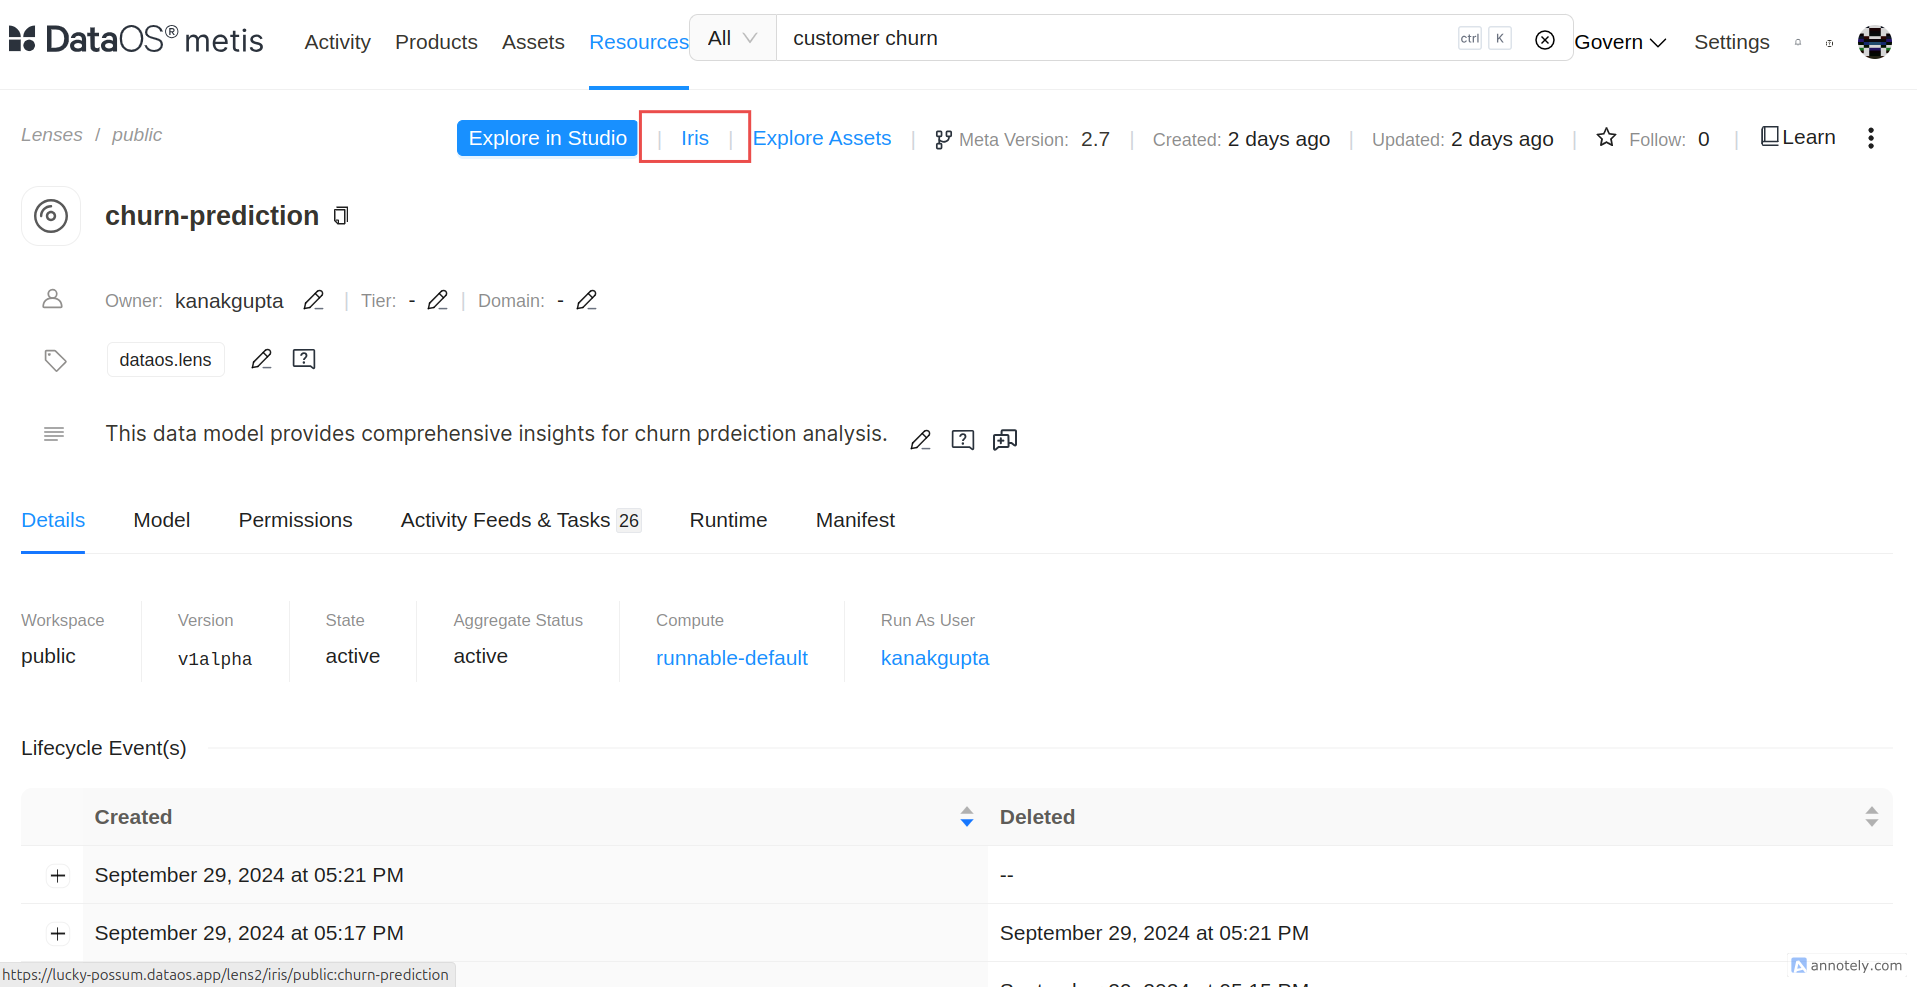 DataOS® metis Activity Products Assets Resources All customer churn ctrl K Govern Settings
Lenses / public Explore in Studio | Iris | Explore Assets | Meta Version: 2.7 | Created: 2 days ago | Updated: 2 days ago | Follow: 0 | Learn
churn-prediction
Owner: kanakgupta | Tier: - | Domain: -
dataos.lens
This data model provides comprehensive insights for churn prdeiction analysis.
Details Model Permissions Activity Feeds & Tasks 26 Runtime Manifest
Workspace Version State Aggregate Status Compute Run As User
public v1alpha active active runnable-default kanakgupta
Lifecycle Event(s)
Created Deleted
September 29, 2024 at 05:21 PM --
September 29, 2024 at 05:17 PM September 29, 2024 at 05:21 PM
https://lucky-possum.dataos.app/lens2/iris/public:churn-prediction
annotely.com